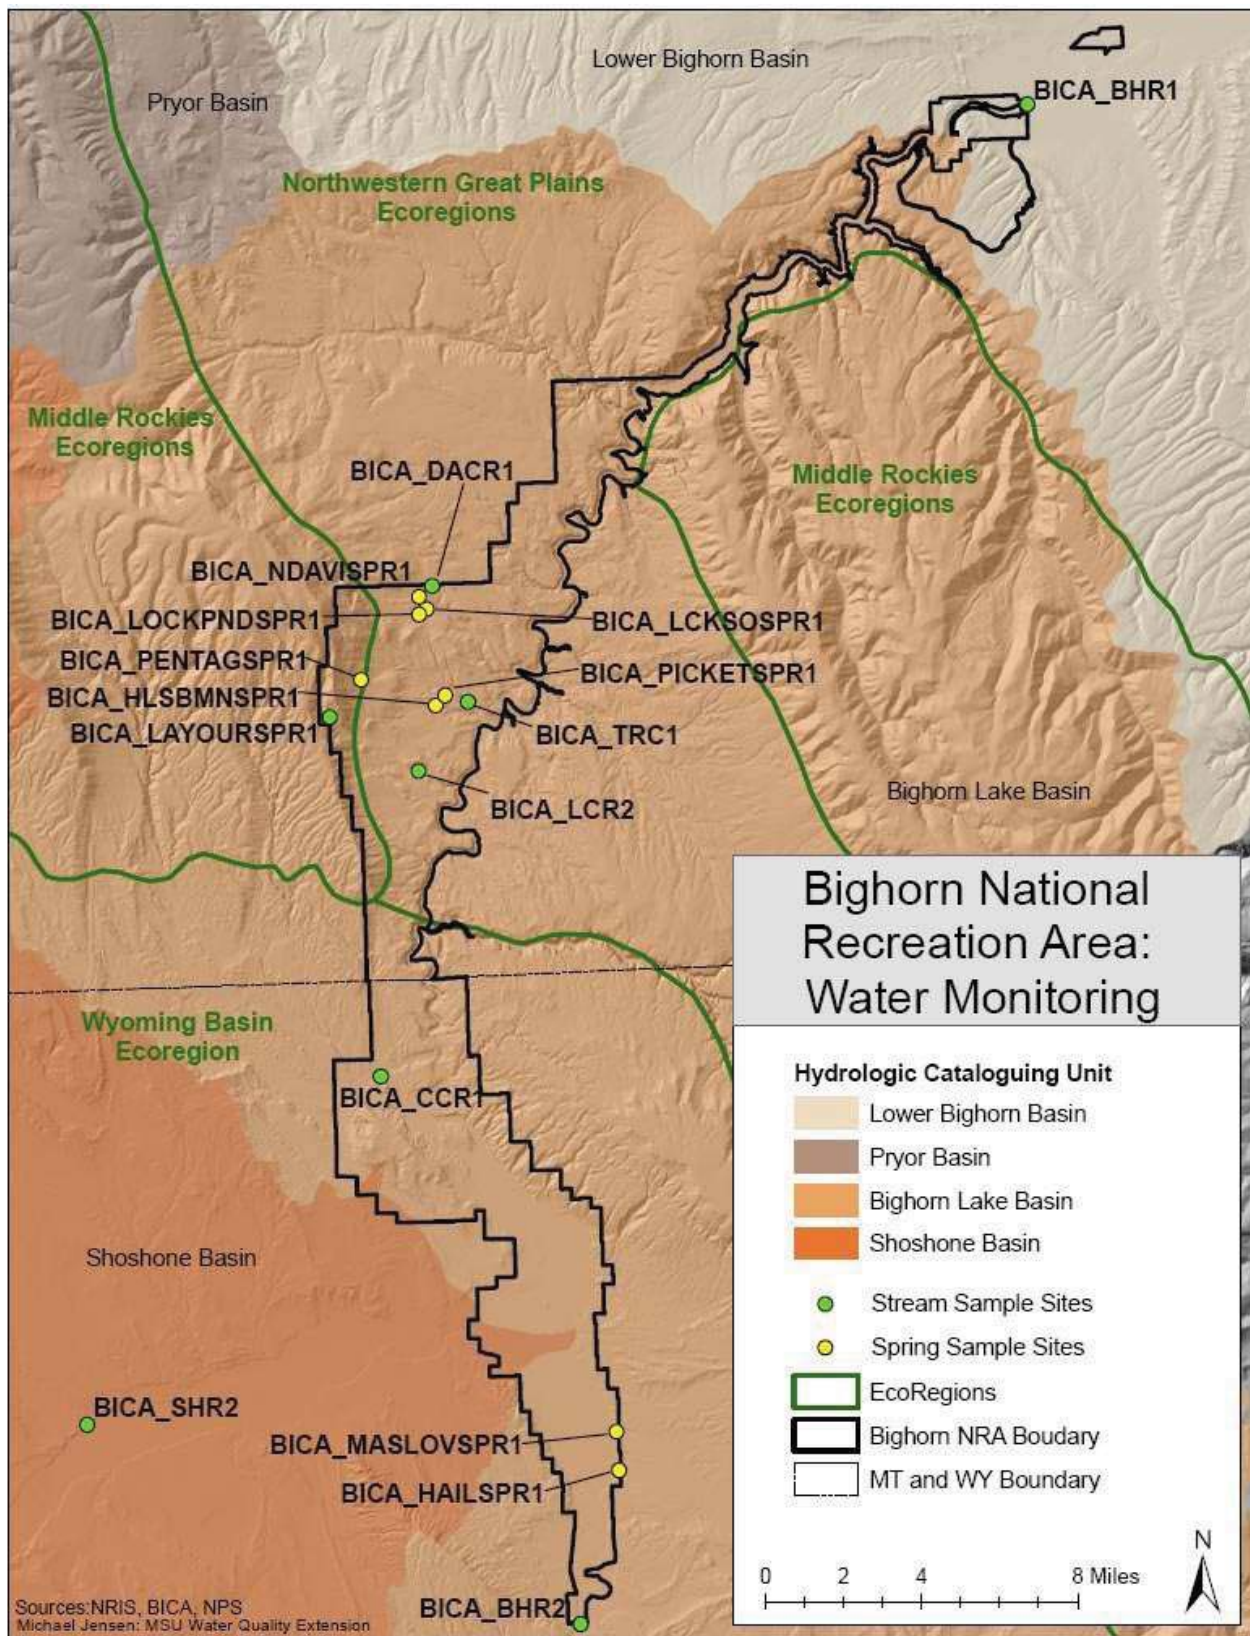 Lower Bighorn Basin
BICA_BHR1
Pryor Basin
Northwestern Great Plains
Ecoregions
Middle Rockies
Ecoregions
BICA_DACR1
Middle Rockies
Ecoregions
BICA_NDAVISPR1
BICA_LOCKPNDSPR1
BICA_LCKSOSPR1
BICA_PENTAGSPR1
BICA_PICKETSPR1
BICA_HLSBMNSPR1
BICA_LAYOURSPR1
BICA_TRC1
BICA_LCR2
Bighorn Lake Basin
Wyoming Basin
Ecoregion
BICA_CCR1
Shoshone Basin
BICA_SHR2
BICA_MASLOVSPR1
BICA_HAILSPR1
BICA_BHR2
Sources:NRIS, BICA, NPS
Michael Jensen: MSU Water Quality Extension
Bighorn National
Recreation Area:
Water Monitoring
Hydrologic Cataloguing Unit
Lower Bighorn Basin
Pryor Basin
Bighorn Lake Basin
Shoshone Basin
Stream Sample Sites
Spring Sample Sites
EcoRegions
Bighorn NRA Boudary
MT and WY Boundary
N
0 2 4 8 Miles